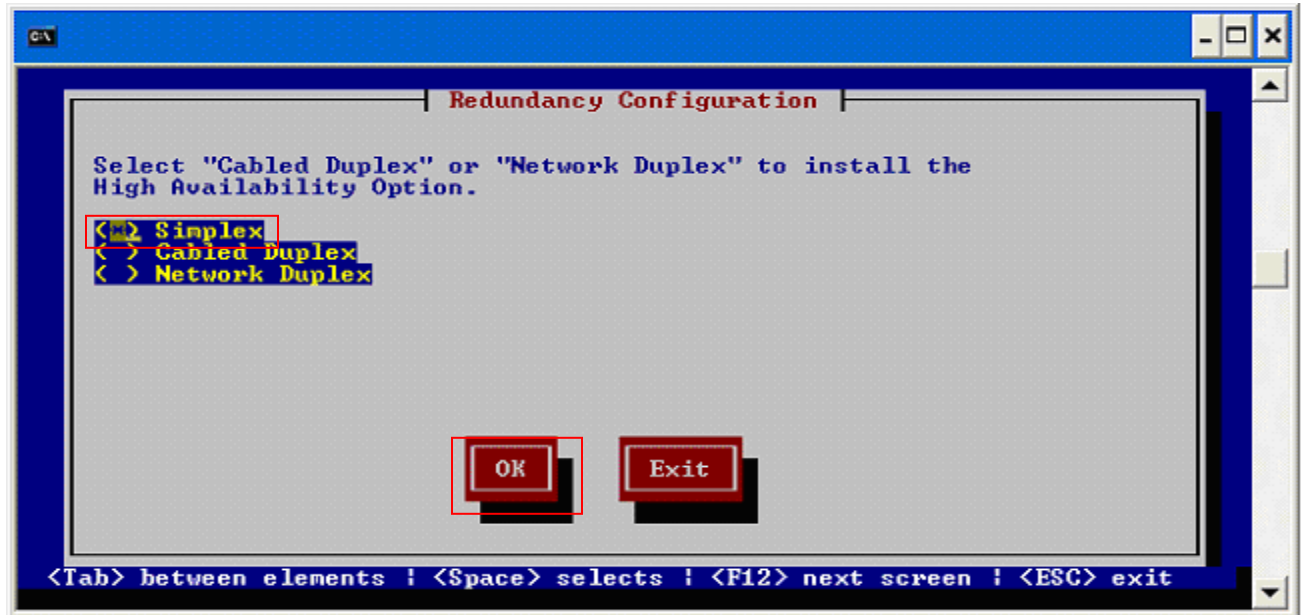 C:\
Redundancy Configuration
Select "Cabled Duplex" or "Network Duplex" to install the
High Availability Option.
(*) Simplex
( ) Cabled Duplex
( ) Network Duplex
OK Exit
<Tab> between elements | <Space> selects | <F12> next screen | <ESC> exit